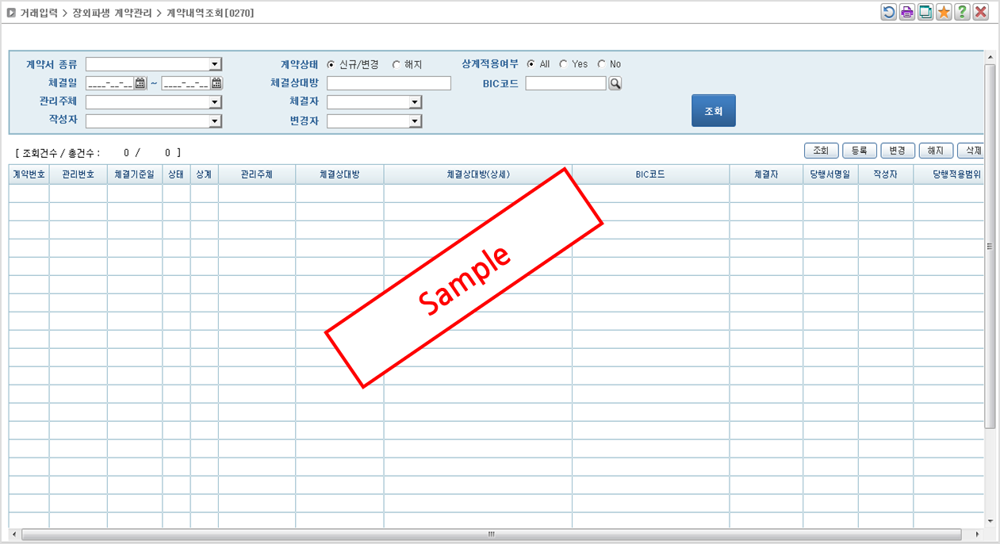 거래입력 > 장외파생 계약관리 > 계약내역조회[0270]
계약서 종류 계약상태 신규/변경 해지 상계적용여부 All Yes No
체결일 ____-__-__ ~ ____-__-__ 체결상대방 BIC코드
관리주체 체결자
작성자 변경자 조회
[ 조회건수 / 총건수 : 0 / 0 ] 조회 등록 변경 해지 삭제
계약번호 관리번호 체결기준일 상태 상계 관리주체 체결상대방 체결상대방(상세) BIC코드 체결자 당행서명일 작성자 당행적용범위
Sample